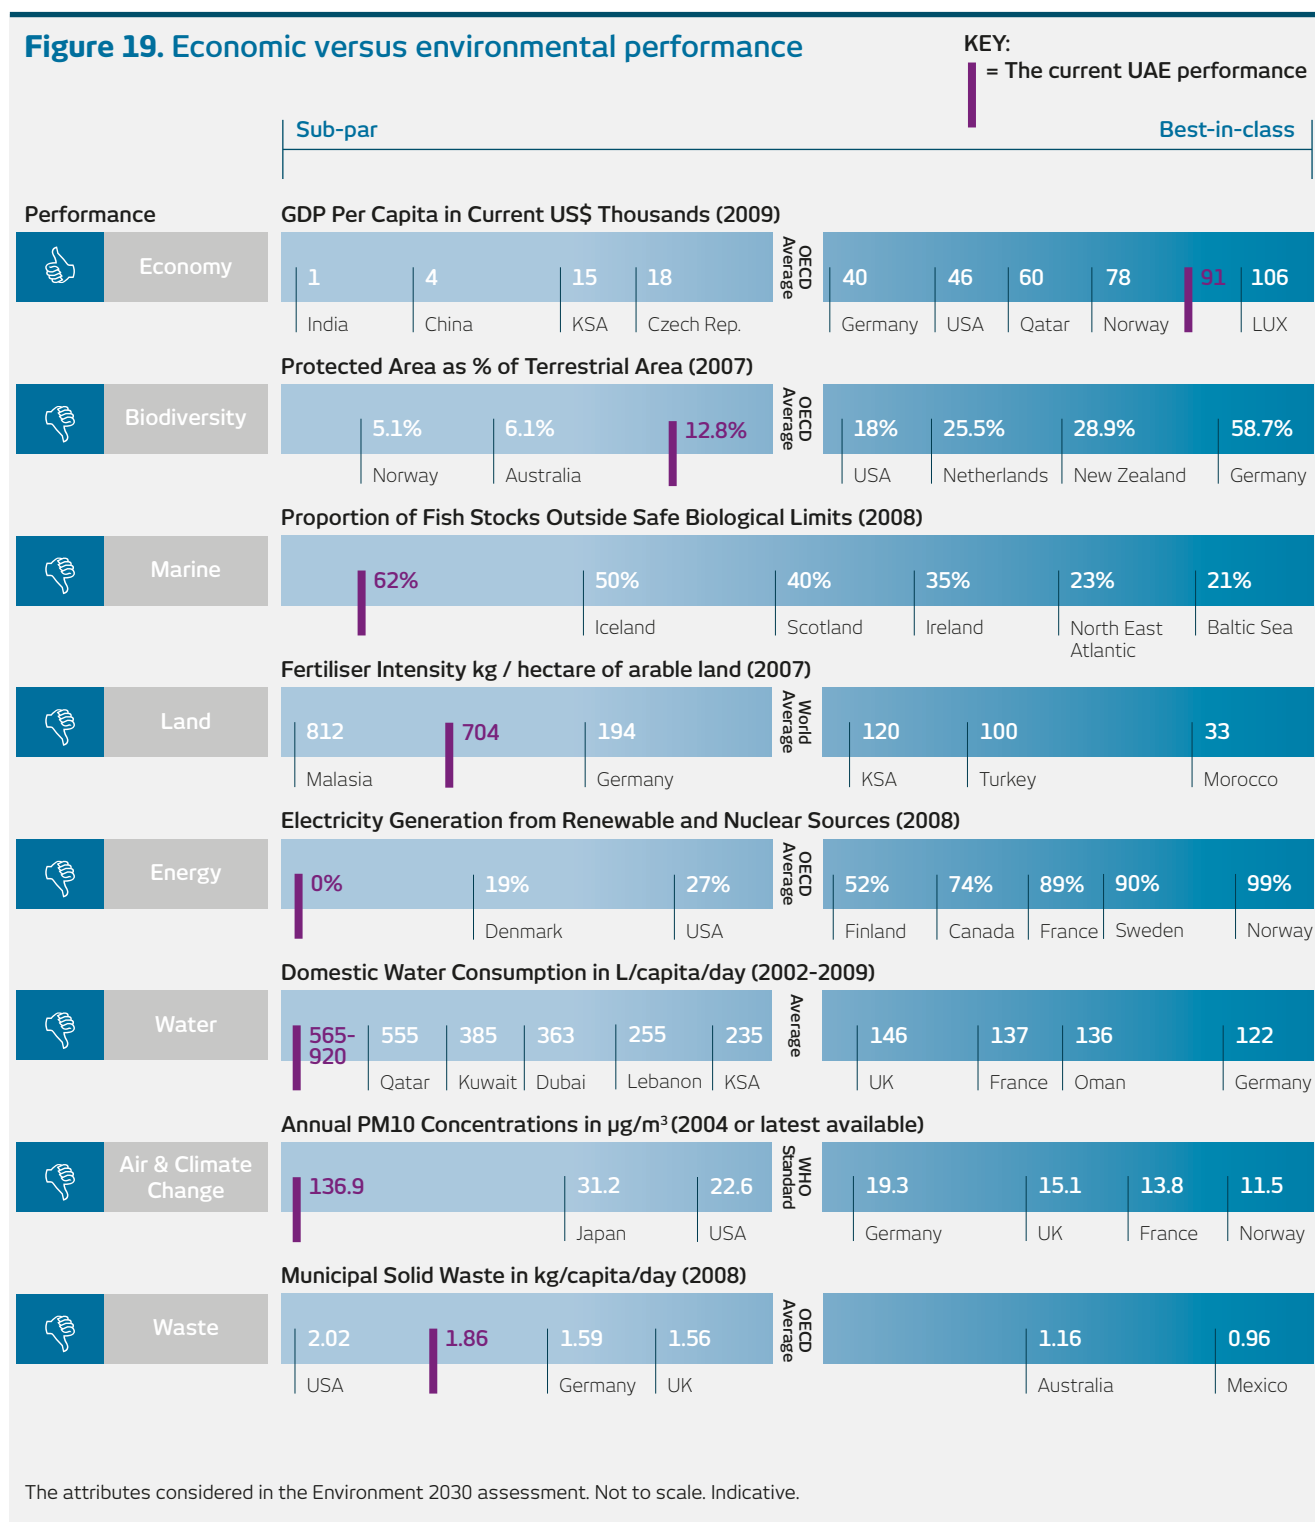 Figure 19. Economic versus environmental performance
KEY:
= The current UAE performance
Sub-par
Best-in-class
Performance
GDP Per Capita in Current US$ Thousands (2009)
Economy
1
4
15
18
OECD
Average
40
46
60
78
91
106
India
China
KSA
Czech Rep.
Germany
USA
Qatar
Norway
LUX
Protected Area as % of Terrestrial Area (2007)
Biodiversity
5.1%
6.1%
12.8%
OECD
Average
18%
25.5%
28.9%
58.7%
Norway
Australia
USA
Netherlands
New Zealand
Germany
Proportion of Fish Stocks Outside Safe Biological Limits (2008)
Marine
62%
50%
40%
35%
23%
21%
Iceland
Scotland
Ireland
North East
Atlantic
Baltic Sea
Fertiliser Intensity kg / hectare of arable land (2007)
Land
812
704
194
World
Average
120
100
33
Malasia
Germany
KSA
Turkey
Morocco
Electricity Generation from Renewable and Nuclear Sources (2008)
Energy
0%
19%
27%
OECD
Average
52%
74%
89%
90%
99%
Denmark
USA
Finland
Canada
France
Sweden
Norway
Domestic Water Consumption in L/capita/day (2002-2009)
Water
565-
920
555
385
363
255
235
Average
146
137
136
122
Qatar
Kuwait
Dubai
Lebanon
KSA
UK
France
Oman
Germany
Annual PM10 Concentrations in µg/m³ (2004 or latest available)
Air & Climate
Change
136.9
31.2
22.6
WHO
Standard
19.3
15.1
13.8
11.5
Japan
USA
Germany
UK
France
Norway
Municipal Solid Waste in kg/capita/day (2008)
Waste
2.02
1.86
1.59
1.56
OECD
Average
1.16
0.96
USA
Germany
UK
Australia
Mexico
The attributes considered in the Environment 2030 assessment. Not to scale. Indicative.